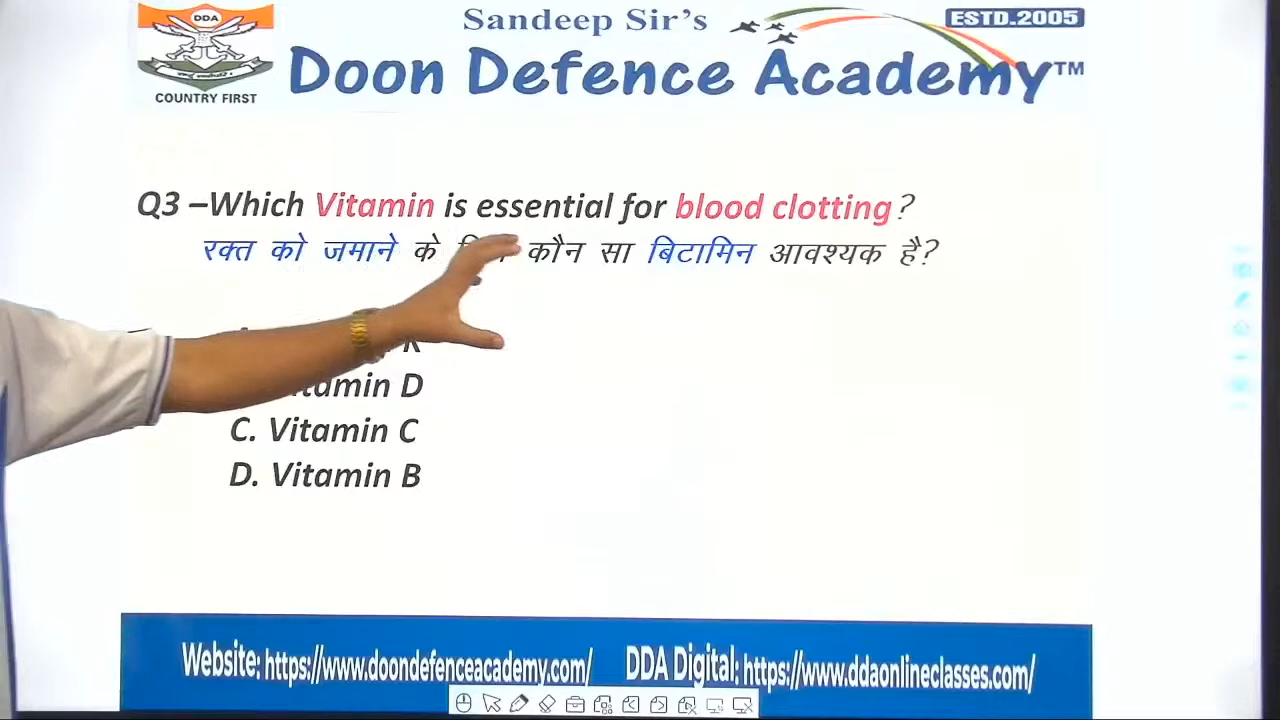 Sandeep Sir's
ESTD.2005
DDA
Doon Defence Academy™
COUNTRY FIRST
Q3 –Which Vitamin is essential for blood clotting?
रक्त को जमाने के कौन सा बिटामिन आवश्यक है?
K
D
C. Vitamin C
D. Vitamin B
Website: https://www.doondefenceacademy.com/ DDA Digital: https://www.ddaonlineclasses.com/